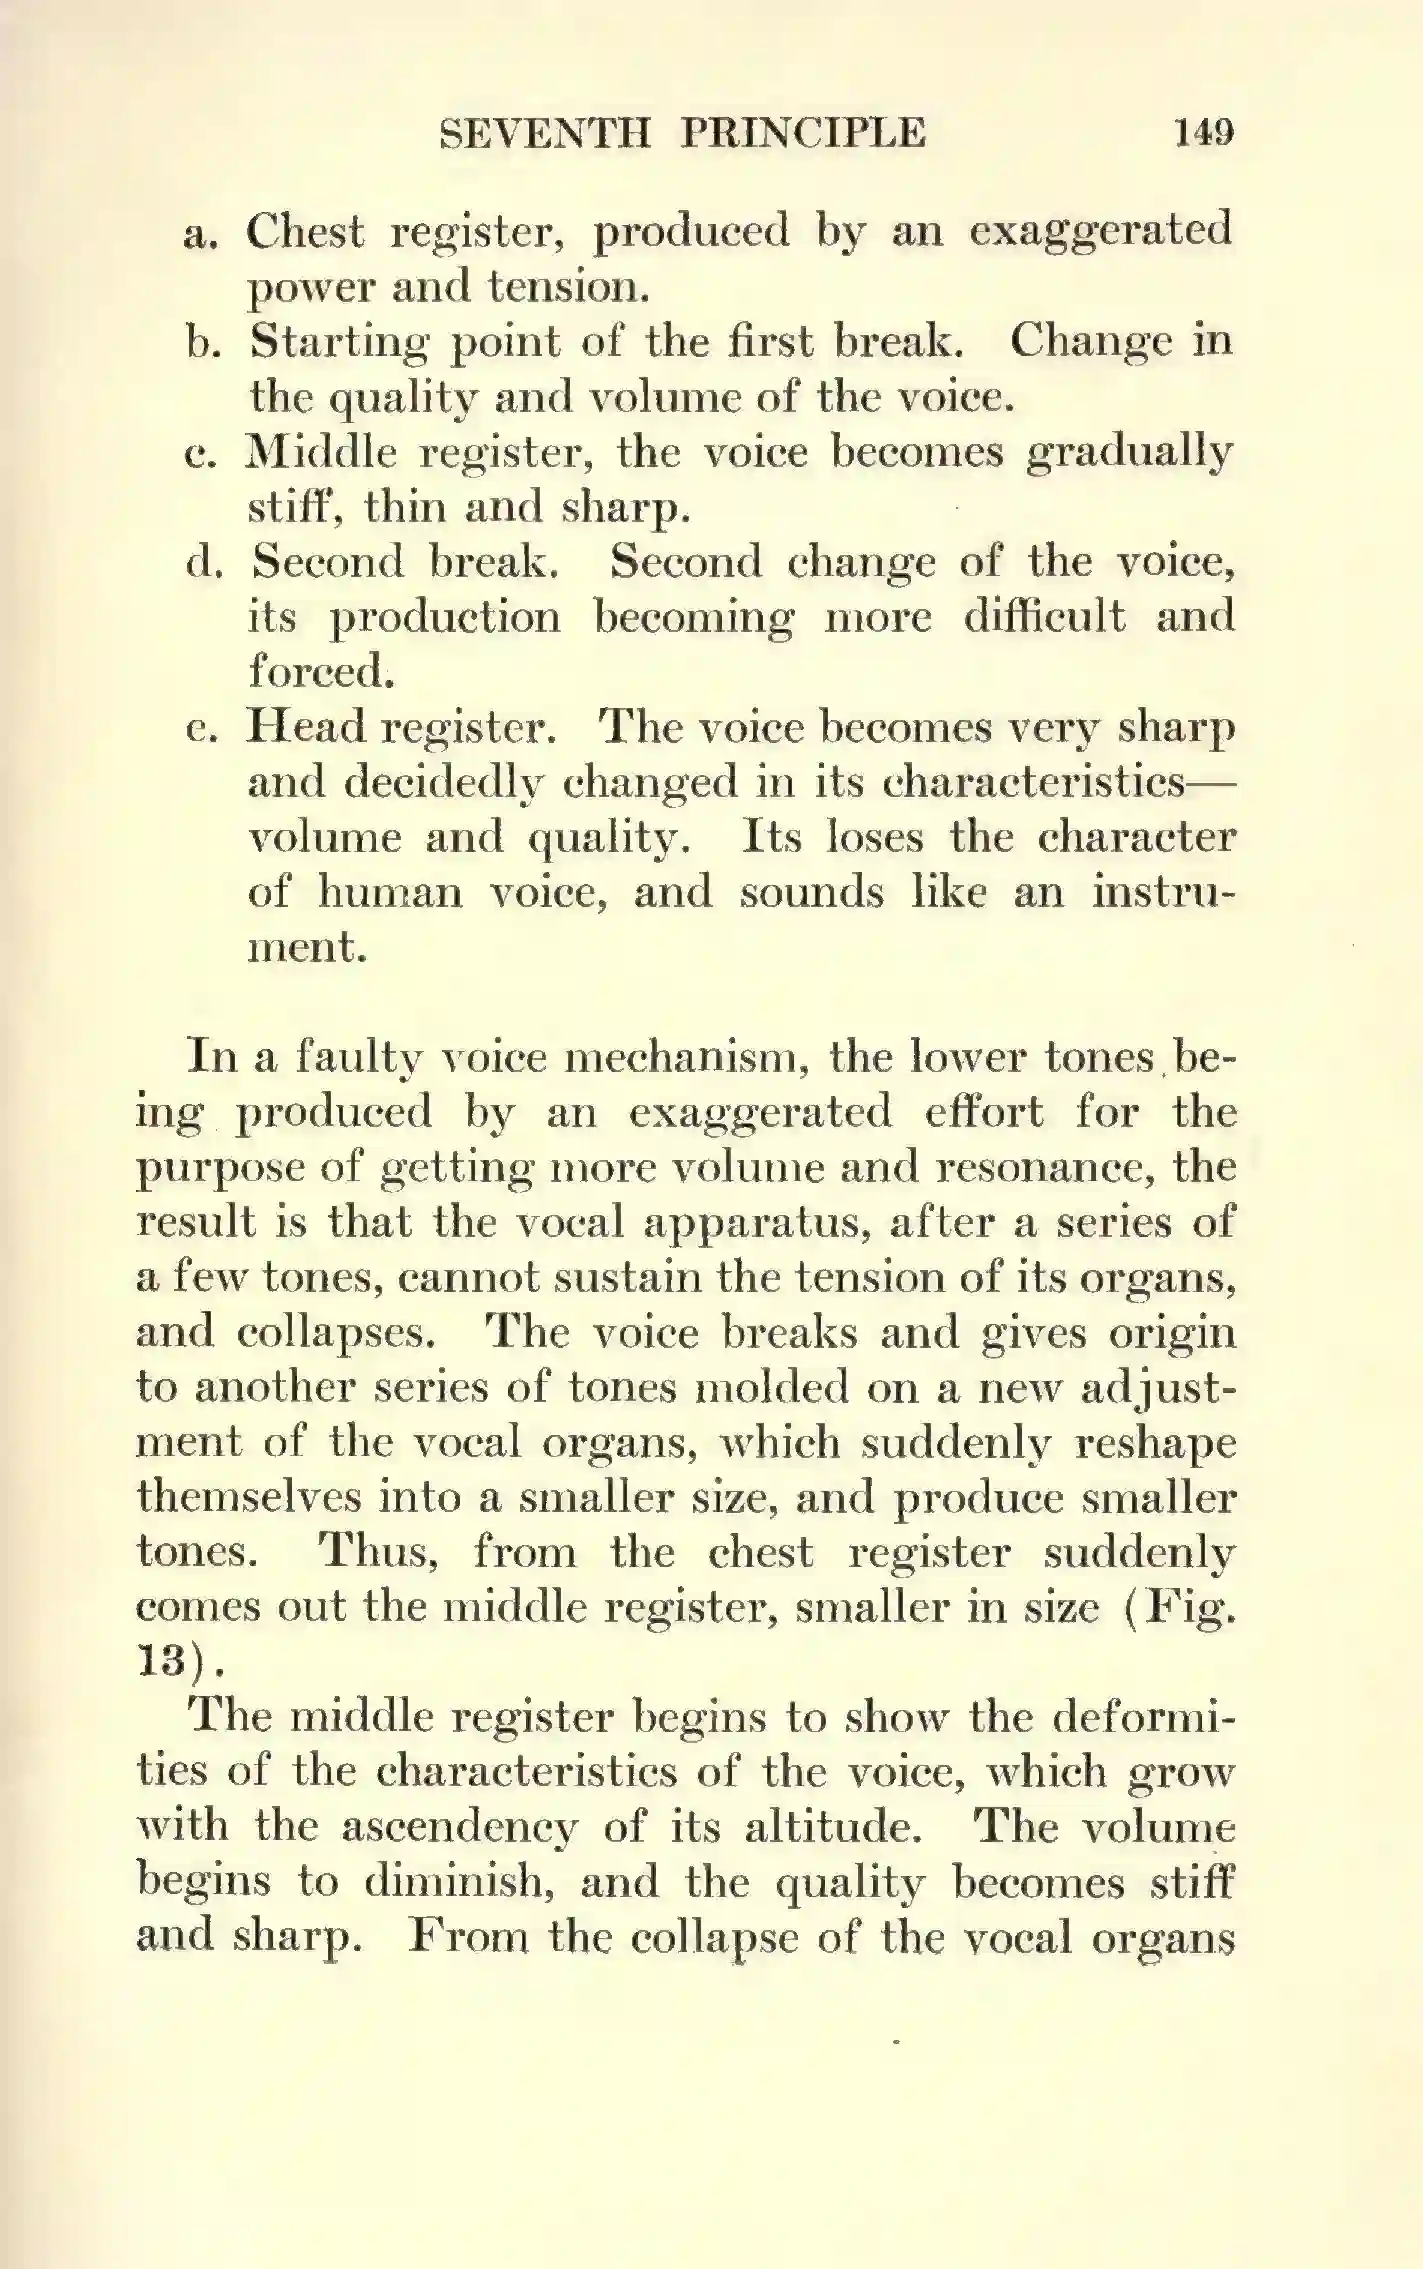 SEVENTH PRINCIPLE 149
a. Chest register, produced by an exaggerated
power and tension.
b. Starting point of the first break. Change in
the quality and volume of the voice.
c. Middle register, the voice becomes gradually
stiff, thin and sharp.
d. Second break. Second change of the voice,
its production becoming more difficult and
forced.
e. Head register. The voice becomes very sharp
and decidedly changed in its characteristics—
volume and quality. Its loses the character
of human voice, and sounds like an instru-
ment.
In a faulty voice mechanism, the lower tones be-
ing produced by an exaggerated effort for the
purpose of getting more volume and resonance, the
result is that the vocal apparatus, after a series of
a few tones, cannot sustain the tension of its organs,
and collapses. The voice breaks and gives origin
to another series of tones molded on a new adjust-
ment of the vocal organs, which suddenly reshape
themselves into a smaller size, and produce smaller
tones. Thus, from the chest register suddenly
comes out the middle register, smaller in size (Fig.
13).
The middle register begins to show the deformi-
ties of the characteristics of the voice, which grow
with the ascendency of its altitude. The volume
begins to diminish, and the quality becomes stiff
and sharp. From the collapse of the vocal organs